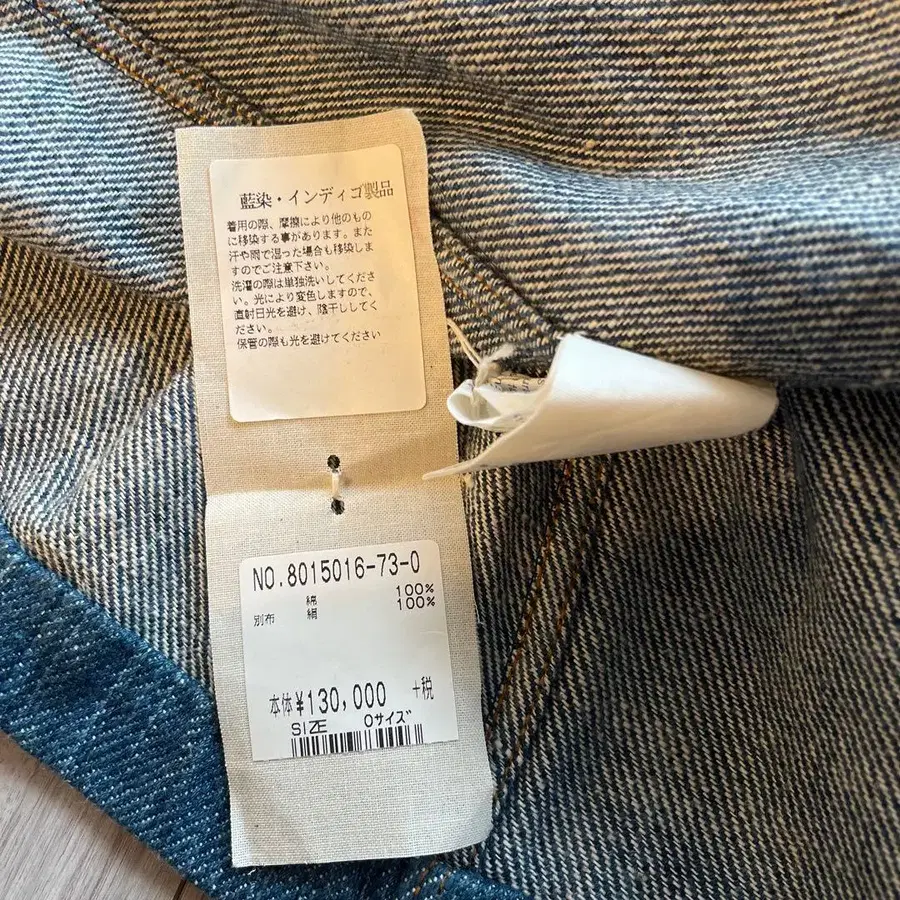 藍染・インディゴ製品
着用の際、摩擦により他のもの
に移染する事があります。また
汗や雨で湿った場合も移染しま
すのでご注意下さい。
洗濯の際は単独洗いしてくださ
い。光により変色しますので、
直射日光を避け、陰干ししてく
ださい。
保管の際も光を避けてください
NO.8015016-73-0
綿 100%
別布 絹 100%
本体¥130,000 +税
SIZE 0サイズ